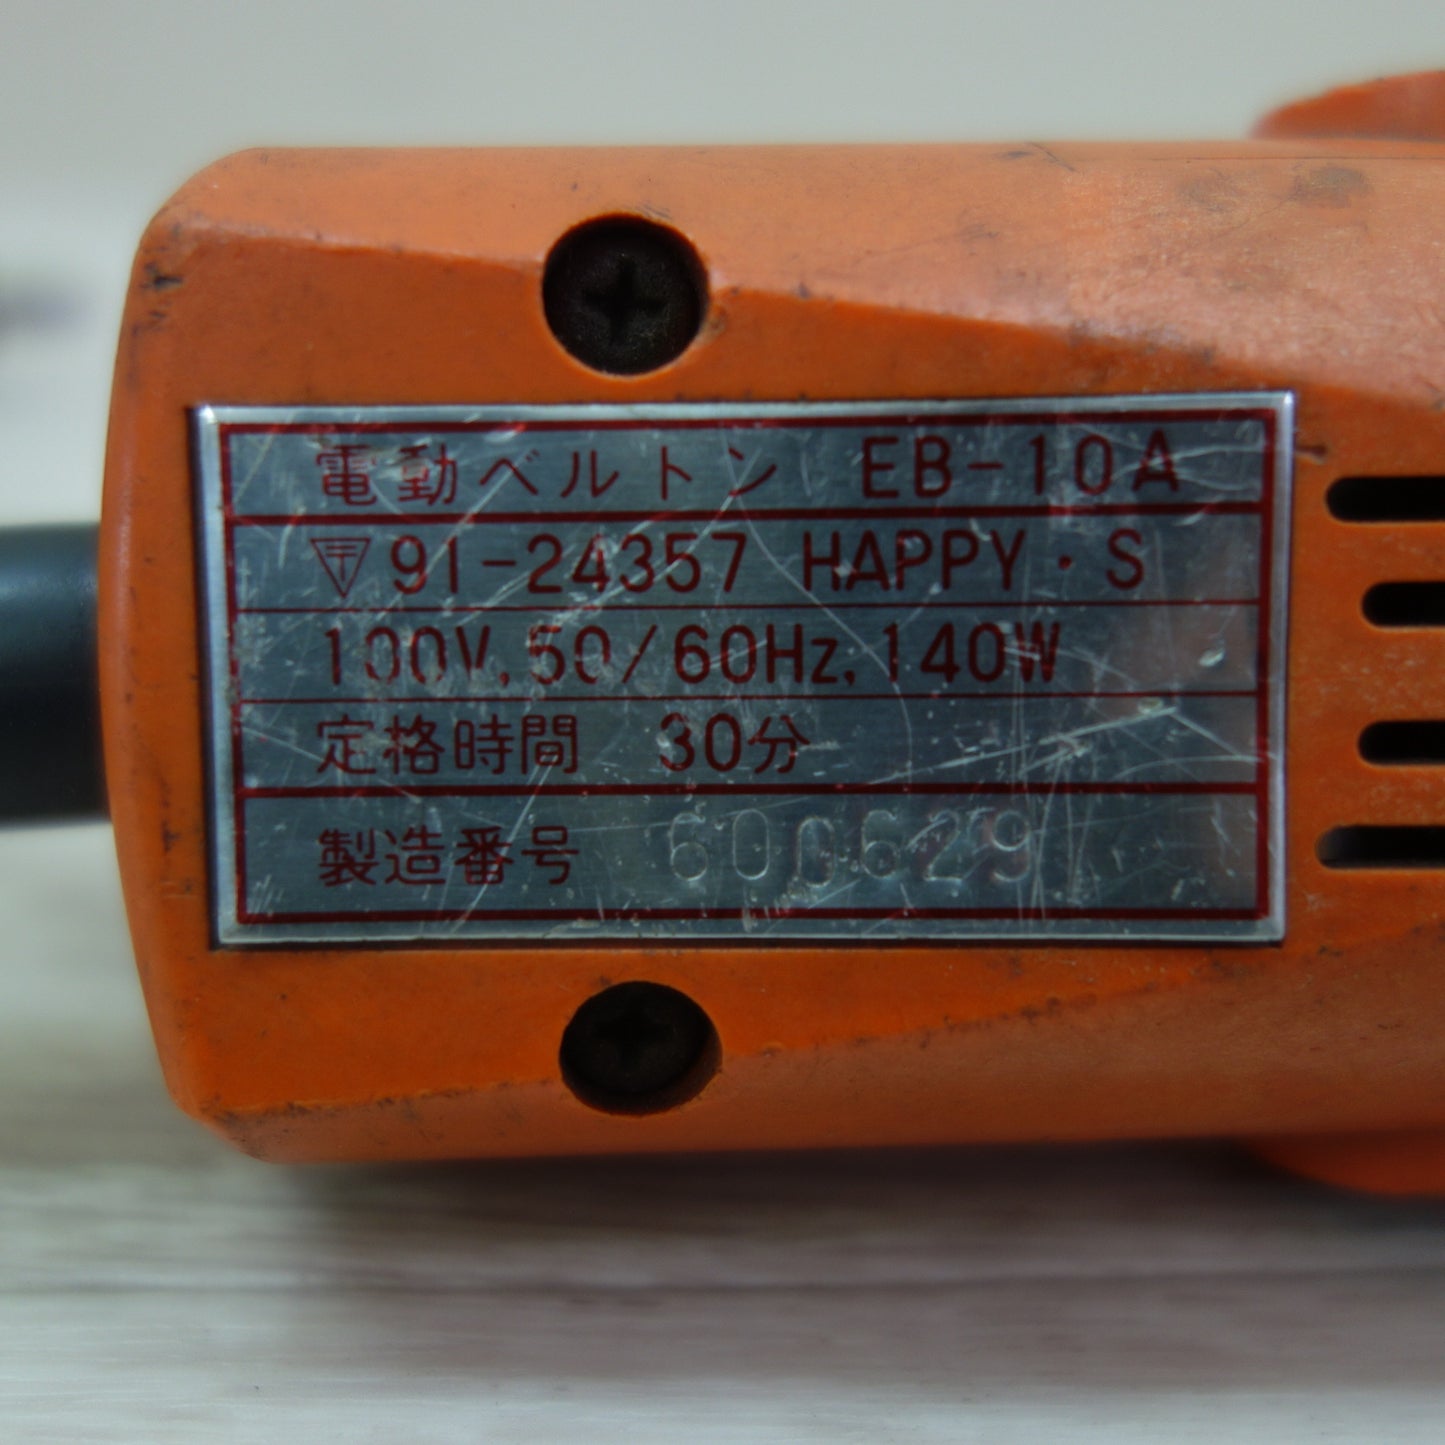 電動ベルトン EB-10A
〒91-24357 HAPPY・S
100V, 50/60Hz, 140W
定格時間 30分
製造番号 600629